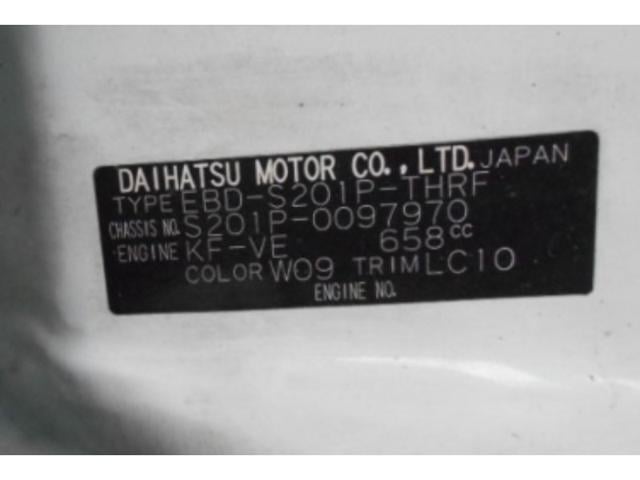 DAIHATSU MOTOR CO., LTD. JAPAN
TYPE EBD-S201P-THRF
CHASSIS NO. S201P-0097970
ENGINE KF-VE 658cc
COLOR W09 TRIM LC10
ENGINE NO.